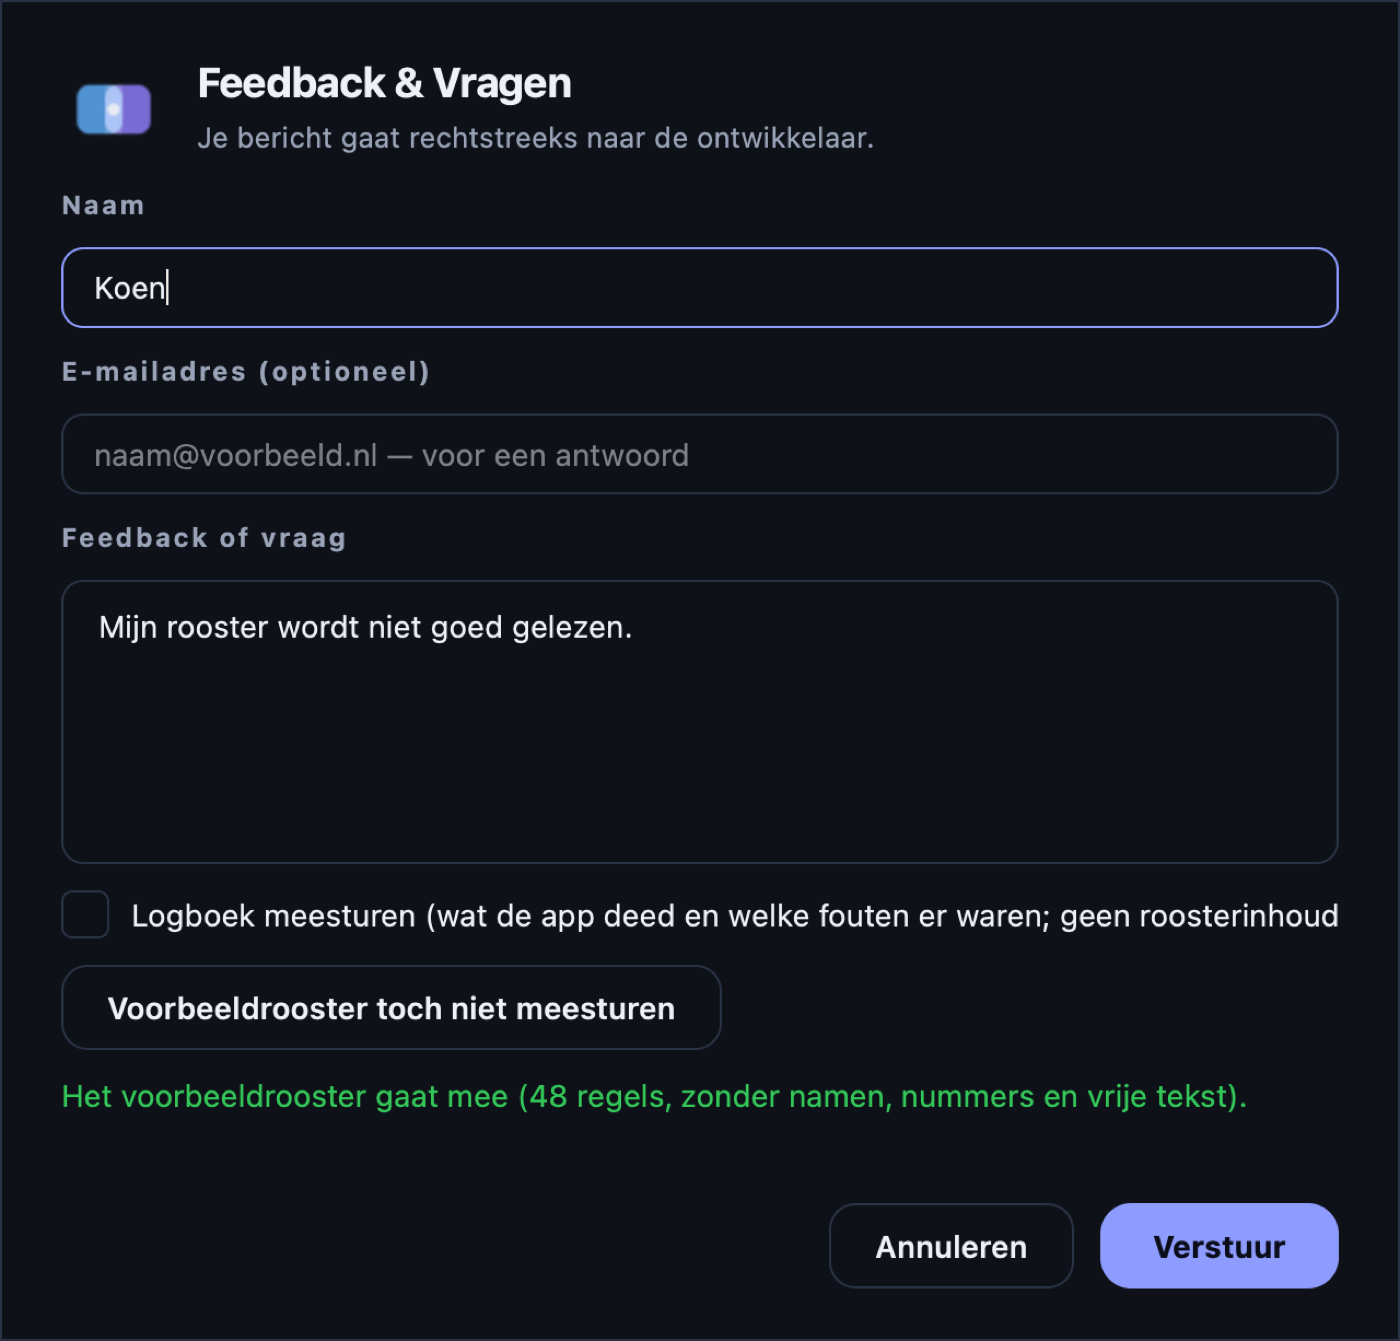 Feedback & Vragen
Je bericht gaat rechtstreeks naar de ontwikkelaar.
Naam
Koen
E-mailadres (optioneel)
naam@voorbeeld.nl — voor een antwoord
Feedback of vraag
Mijn rooster wordt niet goed gelezen.
Logboek meesturen (wat de app deed en welke fouten er waren; geen roosterinhoud
Voorbeeldrooster toch niet meesturen
Het voorbeeldrooster gaat mee (48 regels, zonder namen, nummers en vrije tekst).
Annuleren
Verstuur